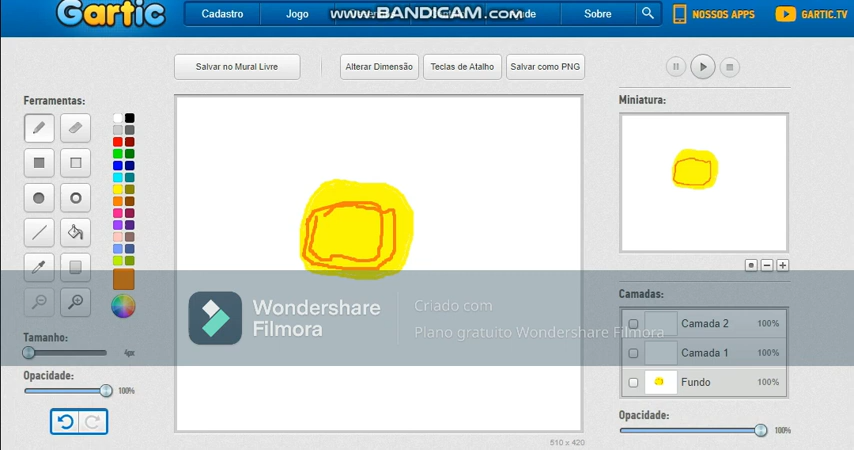 Gartic
Cadastro
Jogo
www.BANDICAM.com
Sobre
NOSSOS APPS
GARTIC.TV
Salvar no Mural Livre
Alterar Dimensão
Teclas de Atalho
Salvar como PNG
Ferramentas:
Miniatura:
Wondershare
Filmora
Criado com
Plano gratuito Wondershare Filmora
Camadas:
Camada 2 100%
Camada 1 100%
Fundo 100%
Tamanho:
4px
Opacidade:
100%
Opacidade:
100%
510 x 420